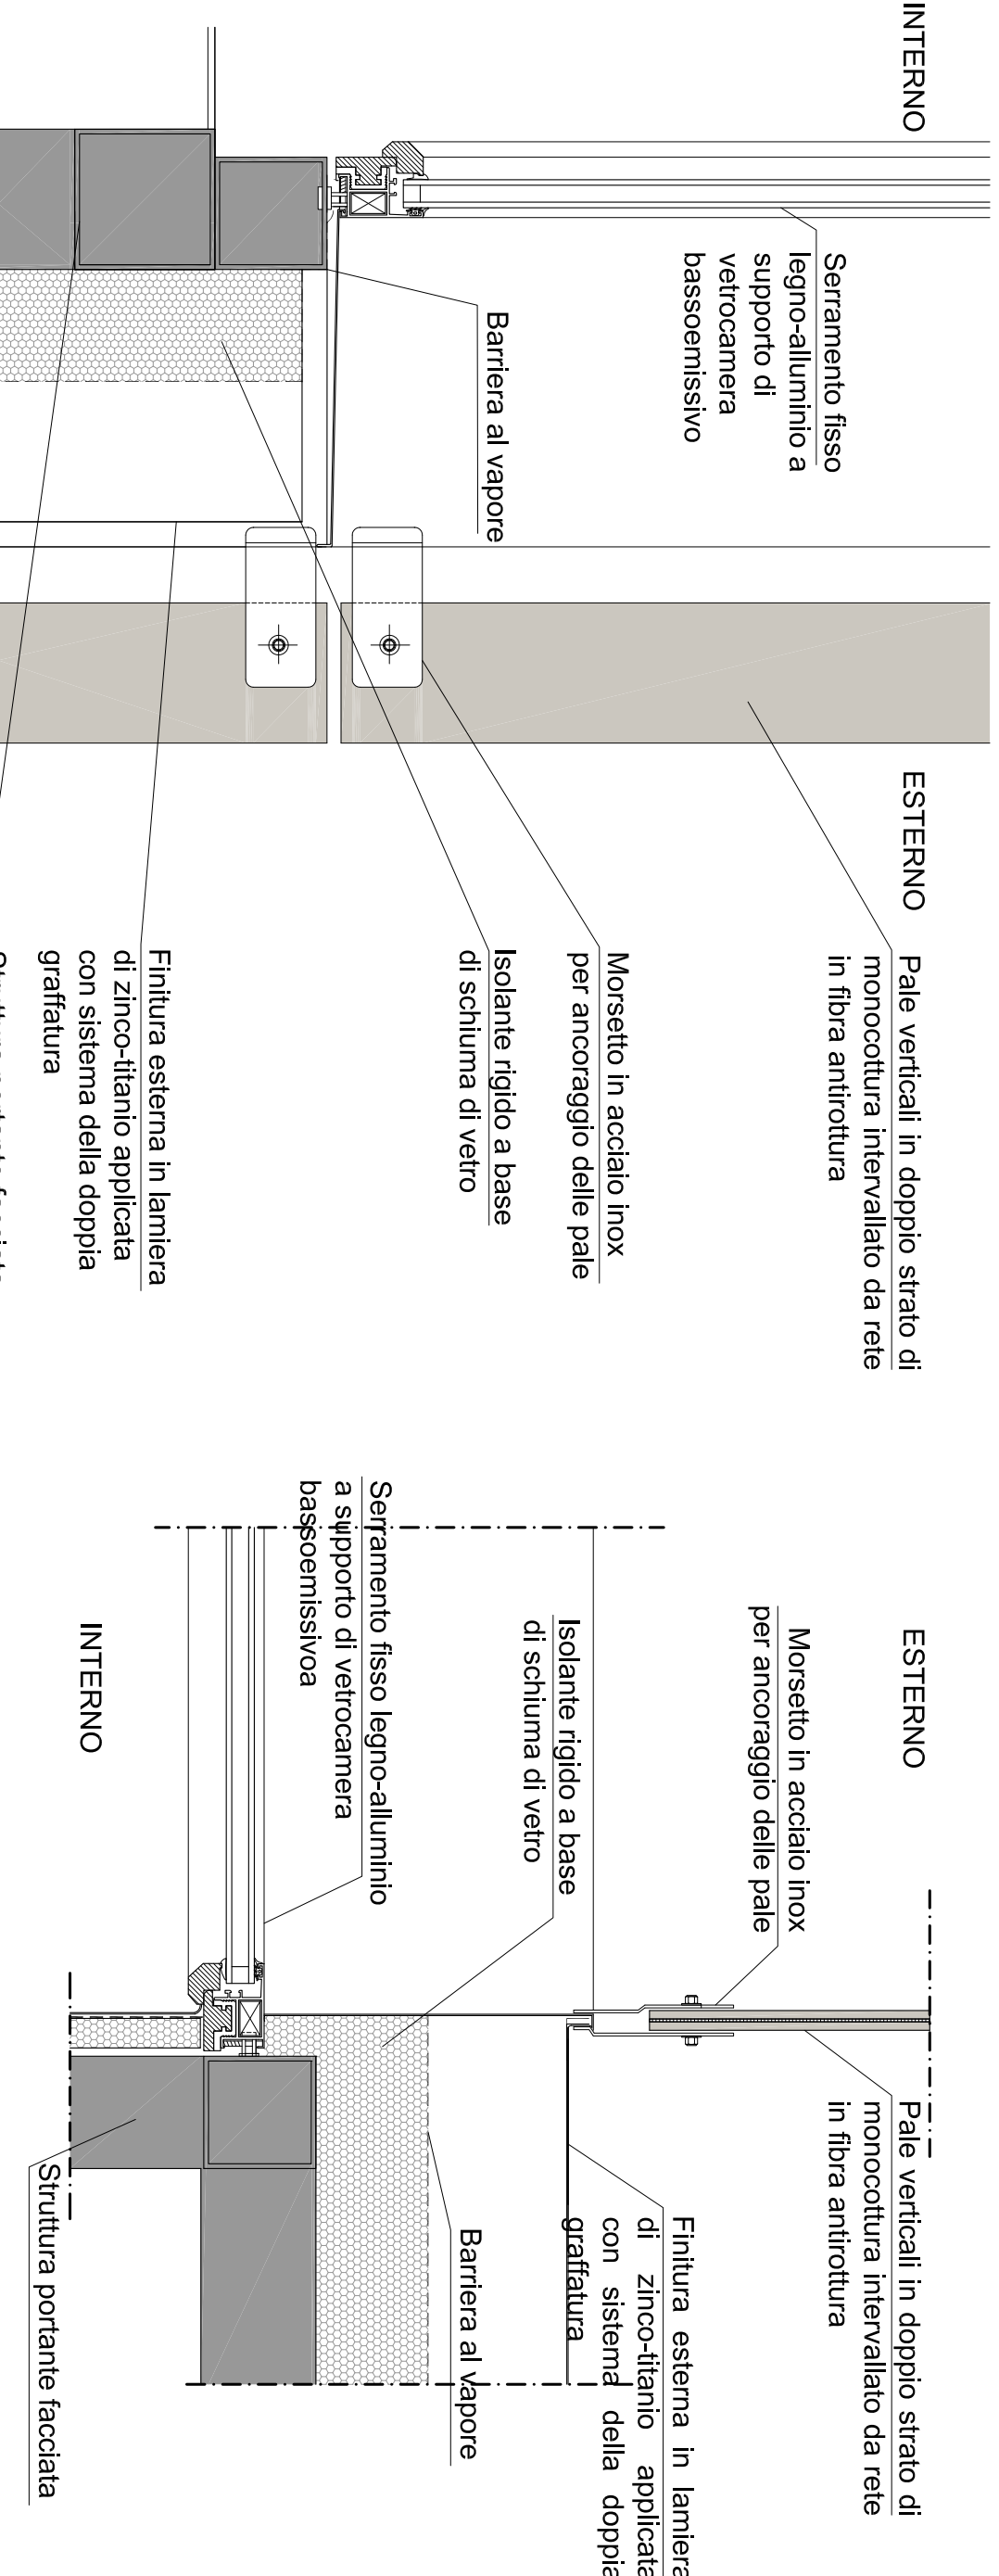 INTERNO
Serramento fisso
legno-alluminio a
supporto di
vetrocamera
bassoemissivo
Barriera al vapore
ESTERNO
Pale verticali in doppio strato di
monocottura intervallato da rete
in fibra antirottura
Morsetto in acciaio inox
per ancoraggio delle pale
Isolante rigido a base
di schiuma di vetro
Finitura esterna in lamiera
di zinco-titanio applicata
con sistema della doppia
graffatura
ESTERNO
Morsetto in acciaio inox
per ancoraggio delle pale
Isolante rigido a base
di schiuma di vetro
Serramento fisso legno-alluminio
a supporto di vetrocamera
bassoemissivoa
INTERNO
Pale verticali in doppio strato di
monocottura intervallato da rete
in fibra antirottura
Finitura esterna in lamiera
di zinco-titanio applicata
con sistema della doppia
graffatura
Barriera al vapore
Struttura portante facciata